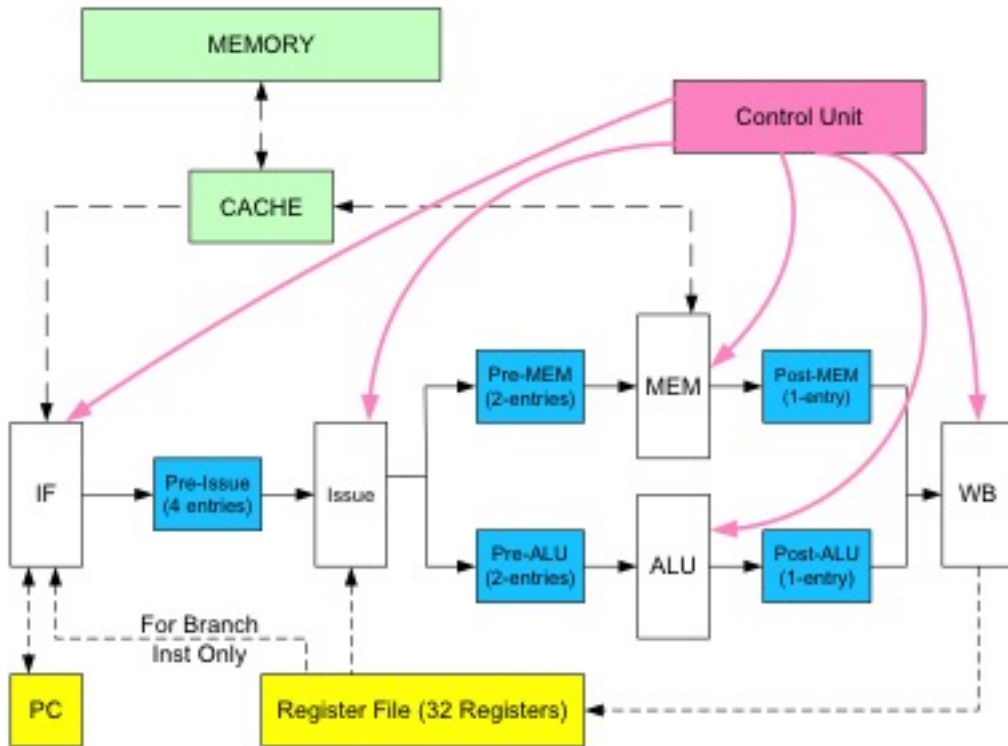 MEMORY
Control Unit
CACHE
Pre-MEM
(2-entries)
MEM
Post-MEM
(1-entry)
IF
Pre-Issue
(4 entries)
Issue
WB
Pre-ALU
(2-entries)
ALU
Post-ALU
(1-entry)
For Branch
Inst Only
PC
Register File (32 Registers)